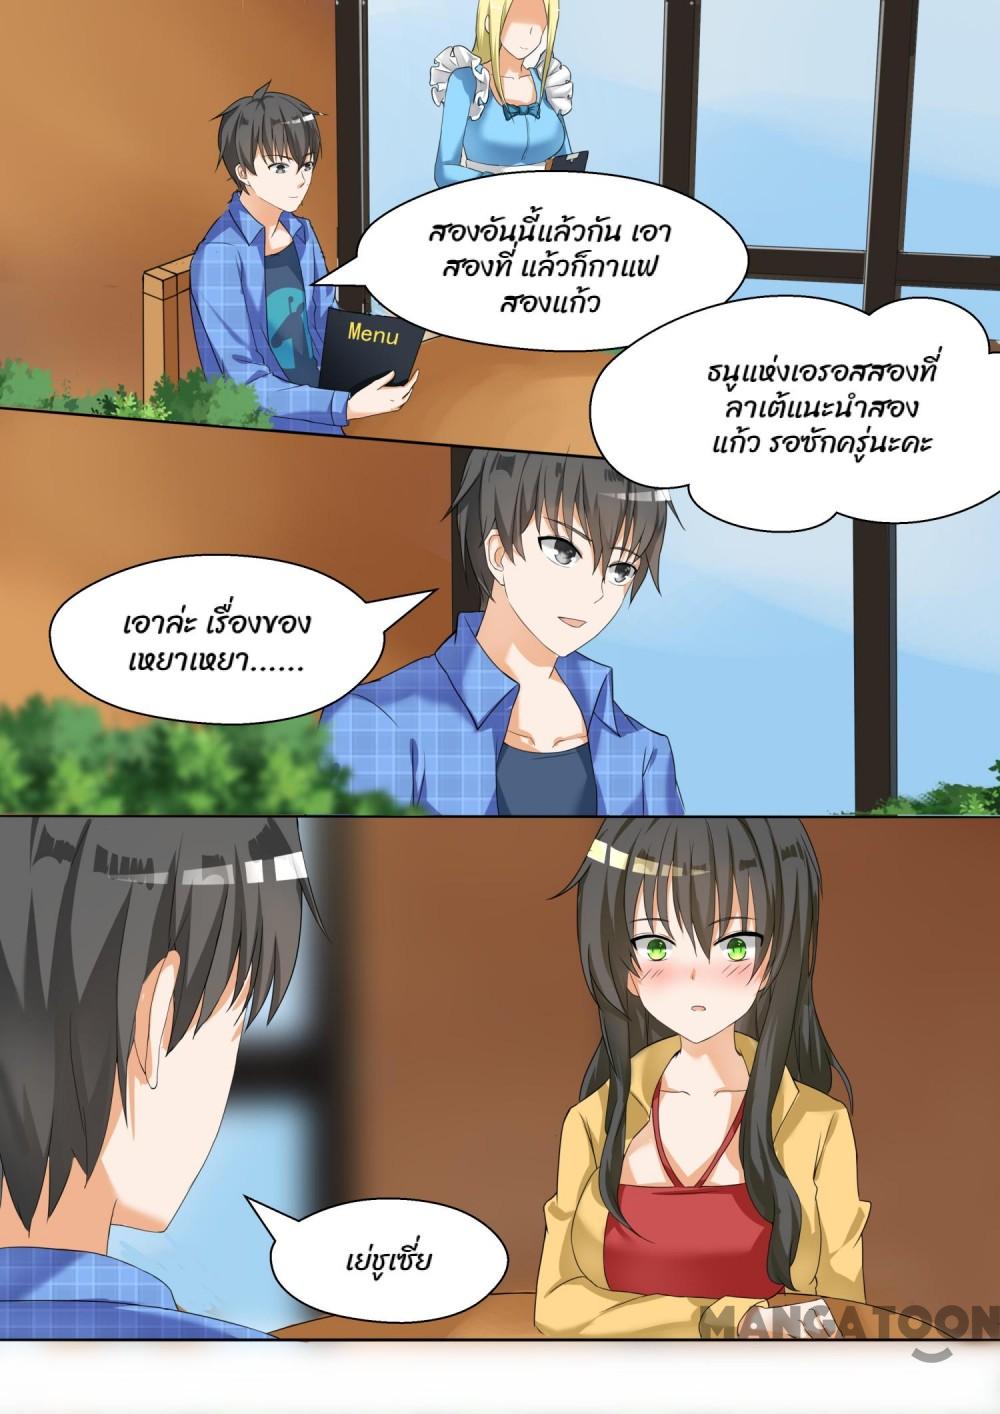 สองอันนี้แล้วกัน เอา
สองที่ แล้วก็กาแฟ
สองแก้ว
Menu
ธนูแห่งเอรอสสองที่
ลาเต้แนะนำสอง
แก้ว รอซักครู่นะคะ
เอาล่ะ เรื่องของ
เหยาเหยา......
เย่ชูเซี่ย
MANGATOON